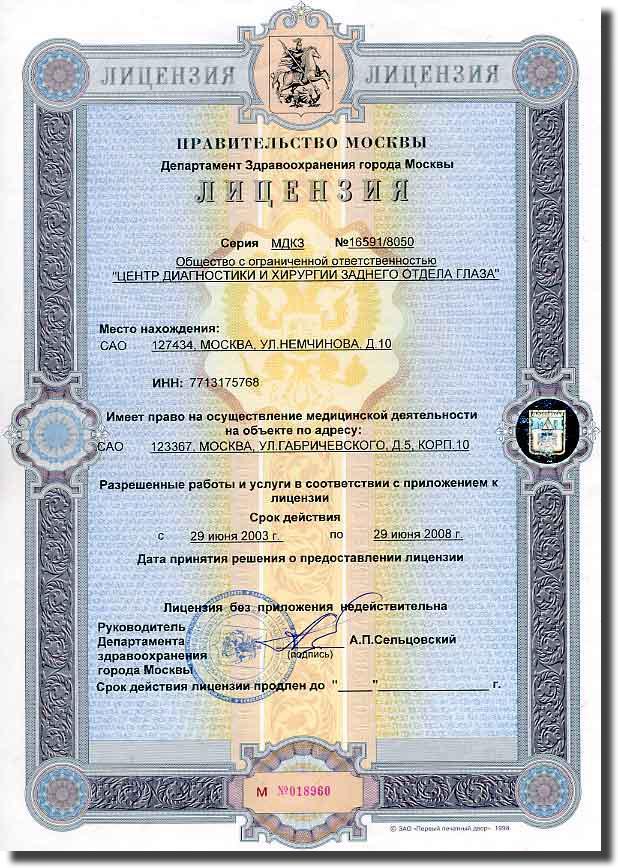 ЛИЦЕНЗИЯ ЛИЦЕНЗИЯ
ПРАВИТЕЛЬСТВО МОСКВЫ
Департамент Здравоохранения города Москвы
ЛИЦЕНЗИЯ
Серия МДКЗ №16591/8050
Общество с ограниченной ответственностью
"ЦЕНТР ДИАГНОСТИКИ И ХИРУРГИИ ЗАДНЕГО ОТДЕЛА ГЛАЗА"
Место нахождения:
САО 127434, МОСКВА, УЛ.НЕМЧИНОВА, Д.10
ИНН: 7713175768
Имеет право на осуществление медицинской деятельности
на объекте по адресу:
САО 123367, МОСКВА, УЛ.ГАБРИЧЕВСКОГО, Д.5, КОРП.10
Разрешенные работы и услуги в соответствии с приложением к
лицензии
Срок действия
с 29 июня 2003 г. по 29 июня 2008 г.
Дата принятия решения о предоставлении лицензии
Лицензия без приложения недействительна
Руководитель
Департамента
здравоохранения
города Москвы
А.П.Сельцовский
(подпись)
Срок действия лицензии продлен до "____"________________ г.
М №018960
© ЗАО «Первый печатный двор». 1998